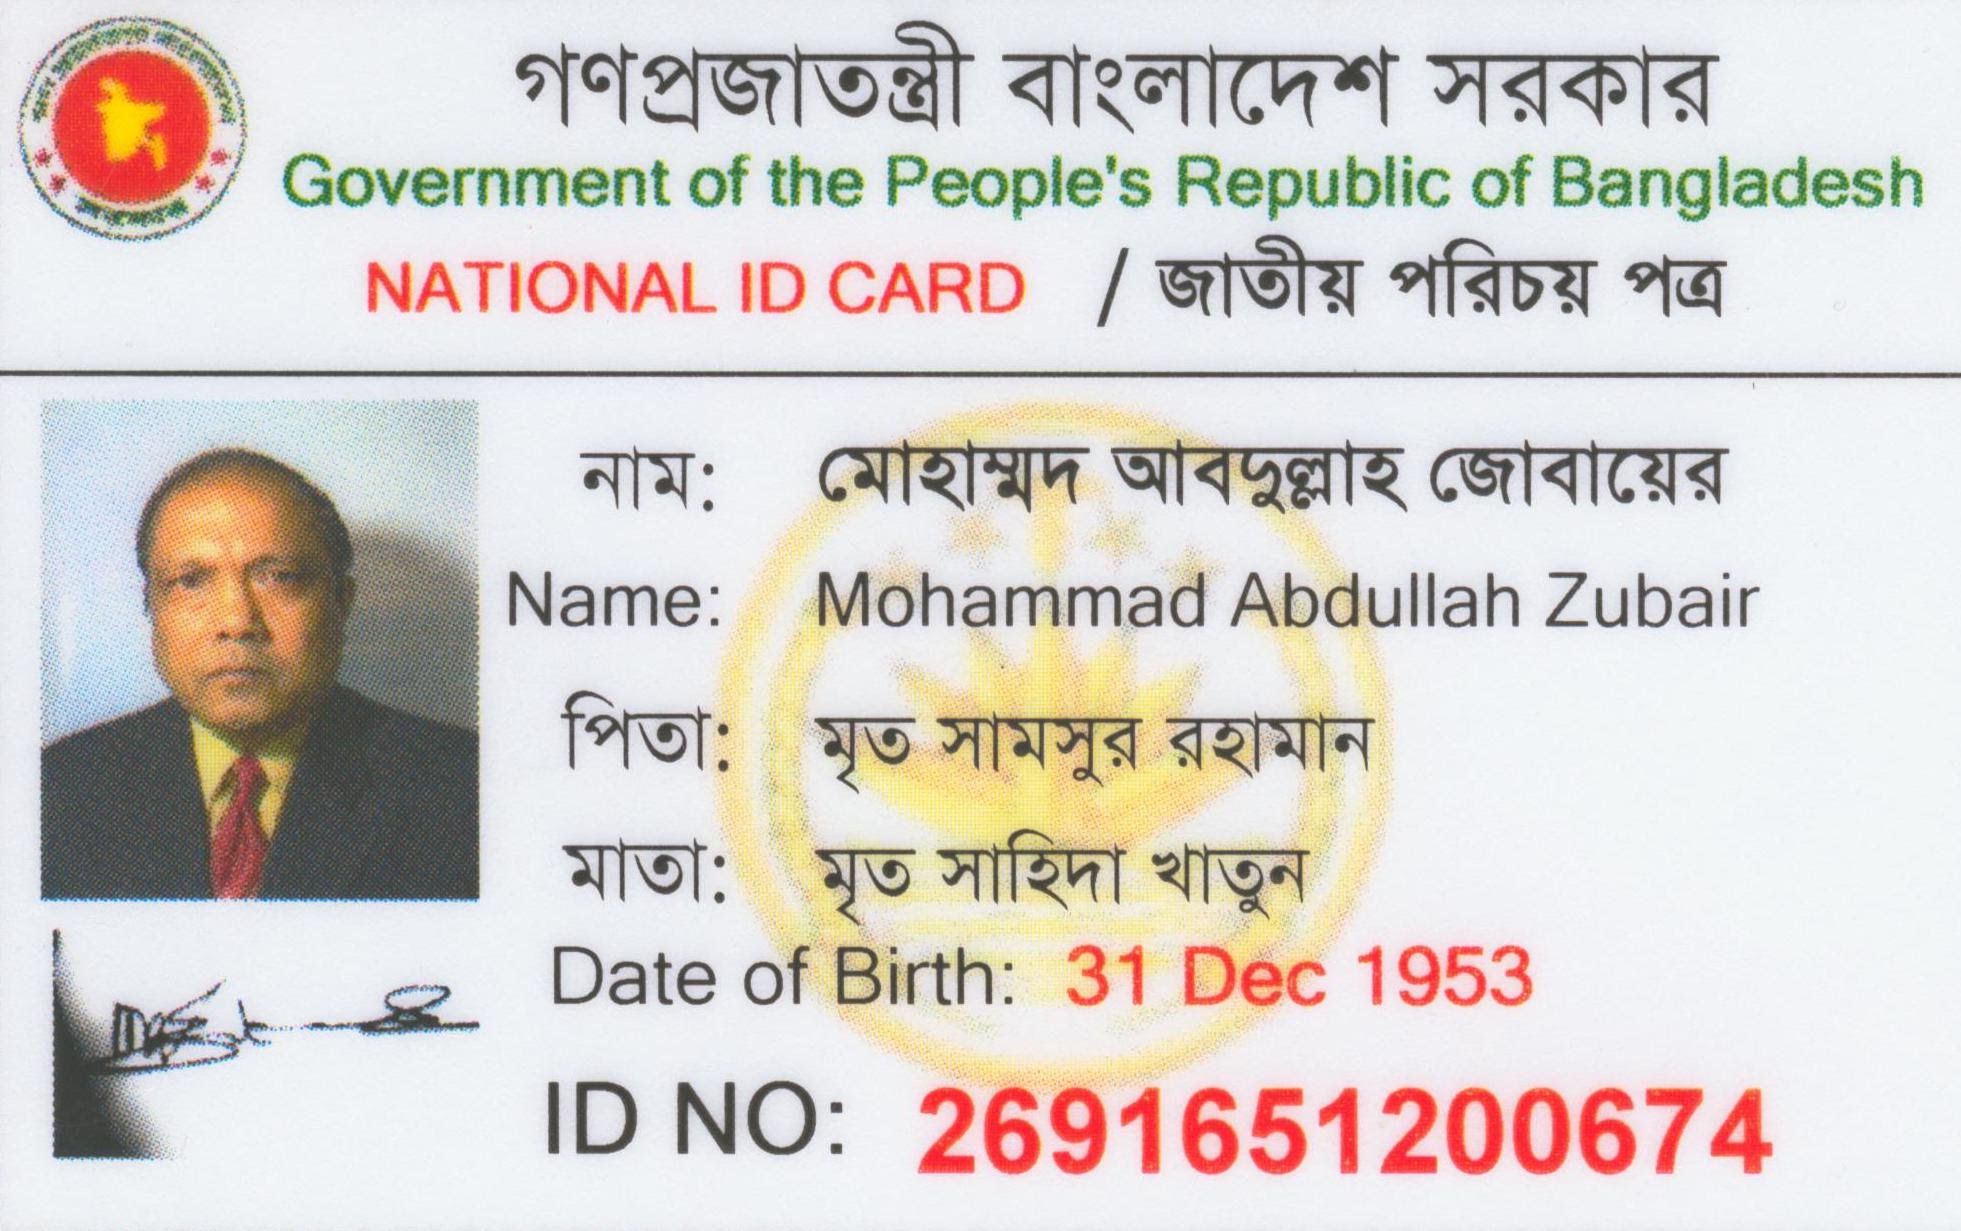 গণপ্রজাতন্ত্রী বাংলাদেশ সরকার
Government of the People's Republic of Bangladesh
NATIONAL ID CARD / জাতীয় পরিচয় পত্র
নাম: মোহাম্মদ আবদুল্লাহ জোবায়ের
Name: Mohammad Abdullah Zubair
পিতা: মৃত সামসুর রহামান
মাতা: মৃত সাহিদা খাতুন
Date of Birth: 31 Dec 1953
ID NO: 2691651200674